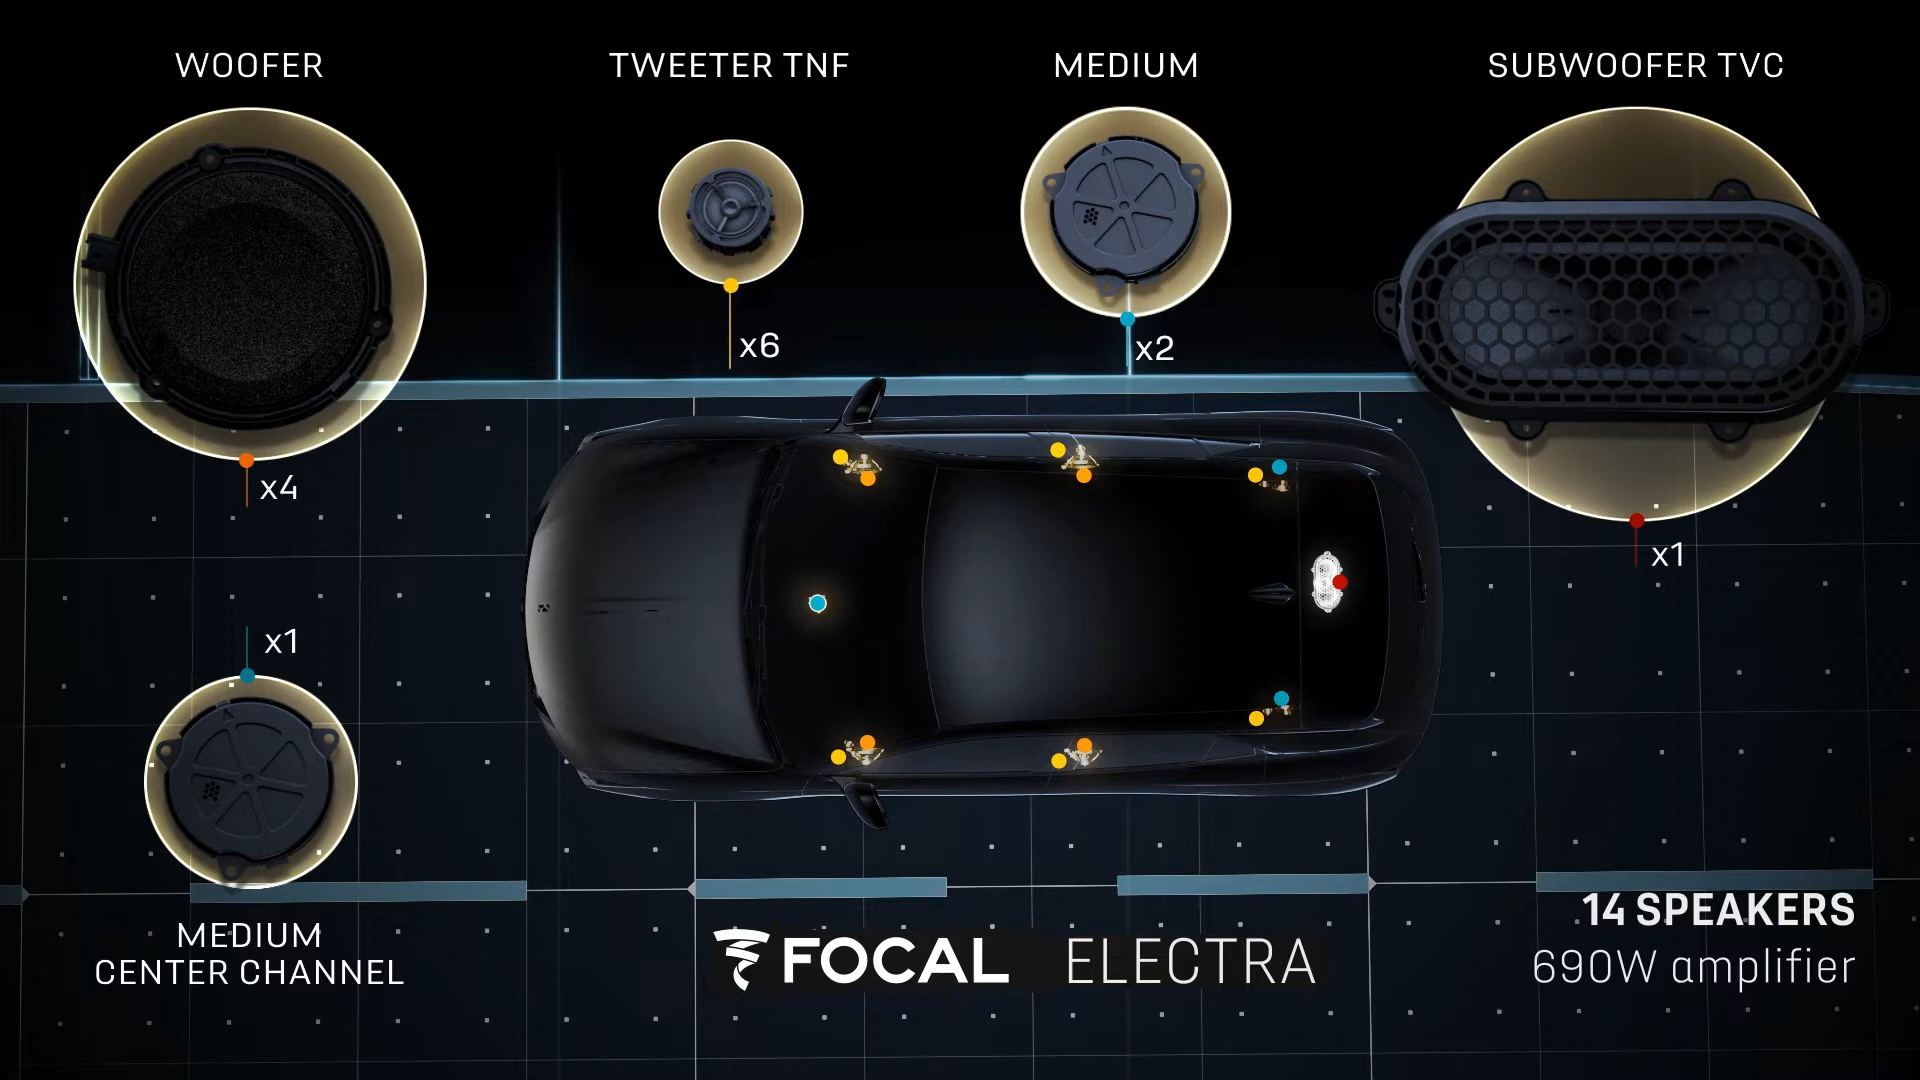 WOOFER
TWEETER TNF
MEDIUM
SUBWOOFER TVC
x6
x2
x4
x1
x1
MEDIUM
CENTER CHANNEL
FOCAL ELECTRA
14 SPEAKERS
690W amplifier